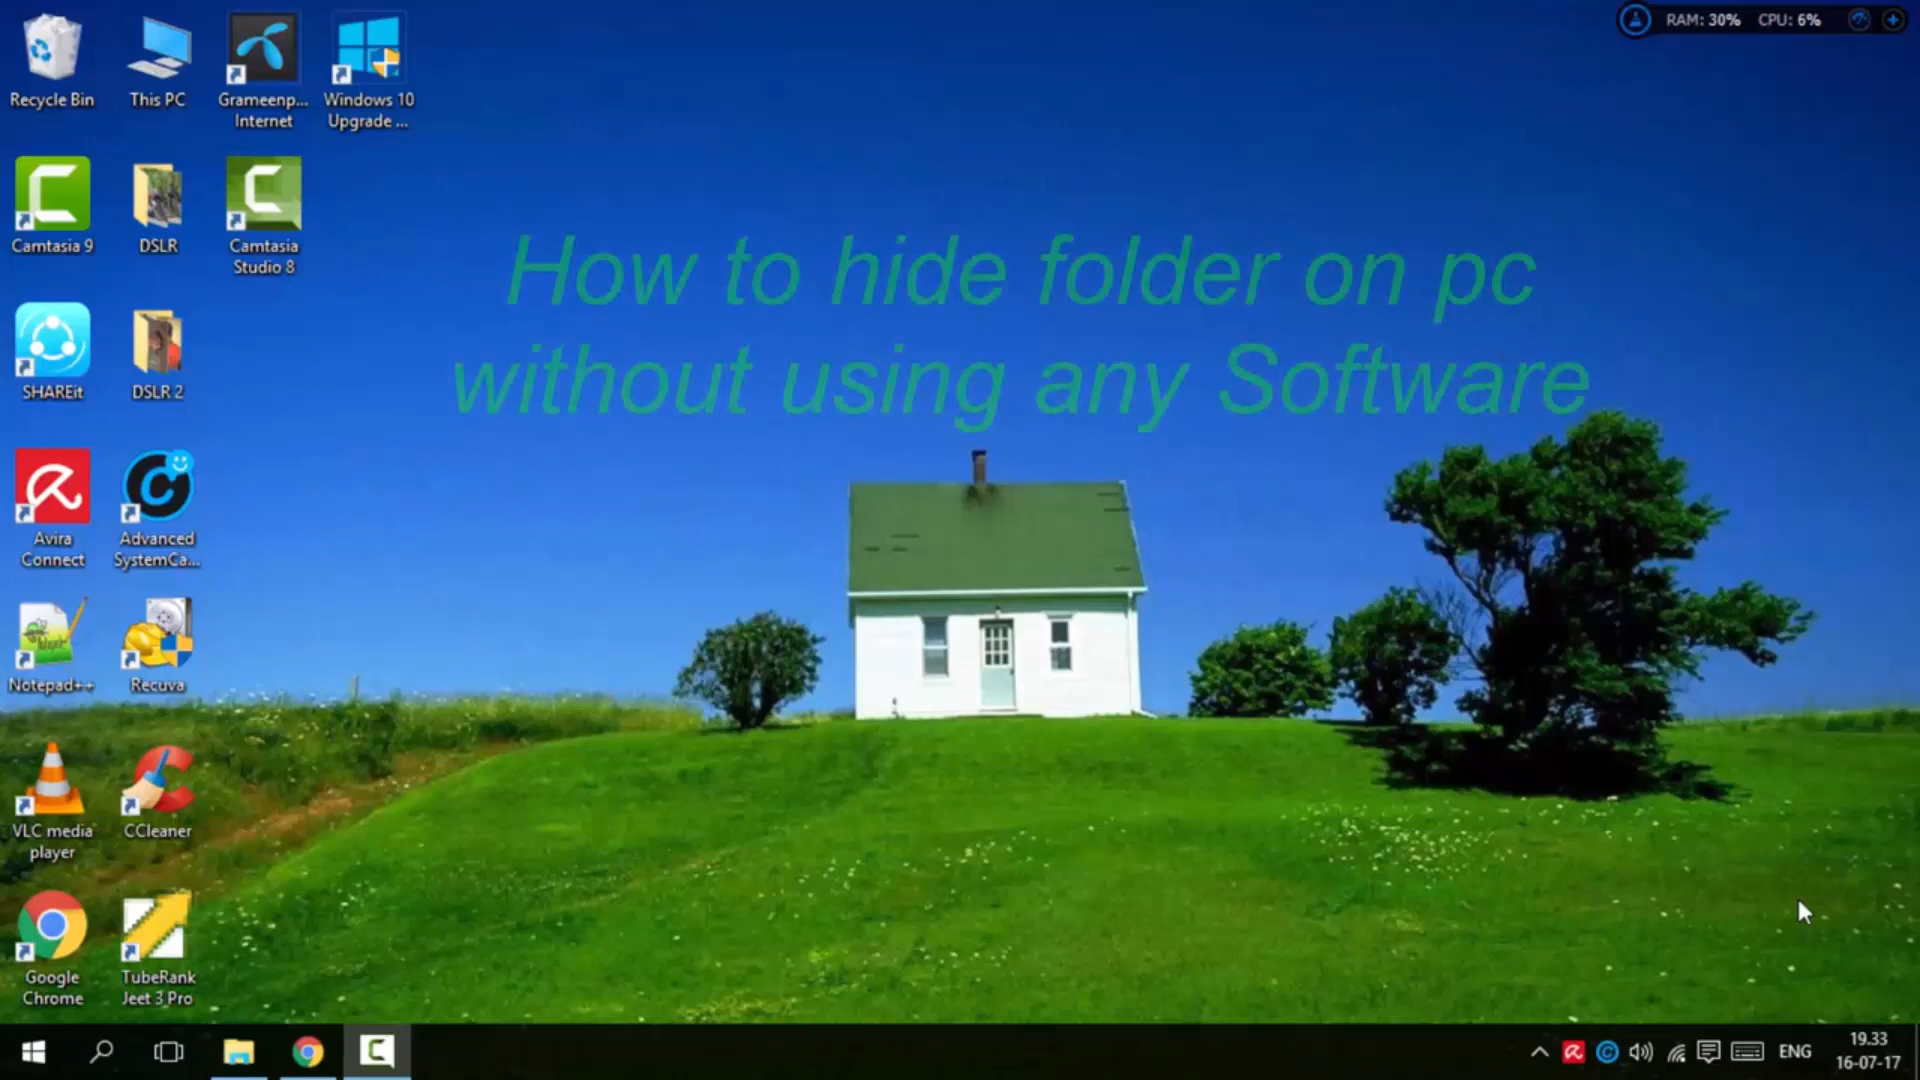 RAM: 30% CPU: 6%
Recycle Bin
This PC
Grameenp...
Internet
Windows 10
Upgrade ...
Camtasia 9
DSLR
Camtasia
Studio 8
How to hide folder on pc
without using any Software
SHAREit
DSLR 2
Avira
Connect
Advanced
SystemCa...
Notepad++
Recuva
VLC media
player
CCleaner
Google
Chrome
TubeRank
Jeet 3 Pro
ENG
19.33
16-07-17